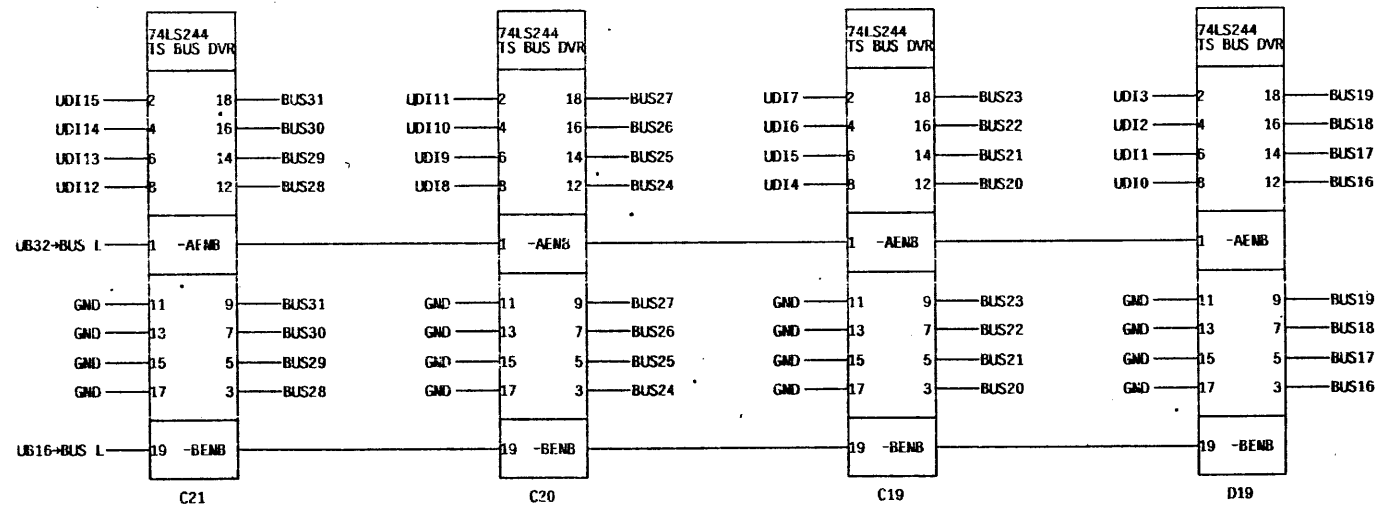 74LS244 74LS244 74LS244 74LS244
TS BUS DVR TS BUS DVR TS BUS DVR TS BUS DVR
UDI15 2 18 BUS31 UDI11 2 18 BUS27 UDI7 2 18 BUS23 UDI3 2 18 BUS19
UDI14 4 16 BUS30 UDI10 4 16 BUS26 UDI6 4 16 BUS22 UDI2 4 16 BUS18
UDI13 6 14 BUS29 UDI9 6 14 BUS25 UDI5 6 14 BUS21 UDI1 6 14 BUS17
UDI12 8 12 BUS28 UDI8 8 12 BUS24 UDI4 8 12 BUS20 UDI0 8 12 BUS16
UB32→BUS L 1 -AENB 1 -AENB 1 -AENB 1 -AENB
GND 11 9 BUS31 GND 11 9 BUS27 GND 11 9 BUS23 GND 11 9 BUS19
GND 13 7 BUS30 GND 13 7 BUS26 GND 13 7 BUS22 GND 13 7 BUS18
GND 15 5 BUS29 GND 15 5 BUS25 GND 15 5 BUS21 GND 15 5 BUS17
GND 17 3 BUS28 GND 17 3 BUS24 GND 17 3 BUS20 GND 17 3 BUS16
UB16→BUS L 19 -BENB 19 -BENB 19 -BENB 19 -BENB
C21 C20 C19 D19